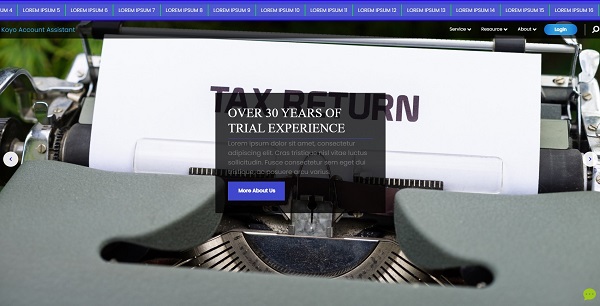 UM 4 LOREM IPSUM 5 LOREM IPSUM 6 LOREM IPSUM 7 LOREM IPSUM 8 LOREM IPSUM 9 LOREM IPSUM 10 LOREM IPSUM 11 LOREM IPSUM 12 LOREM IPSUM 13 LOREM IPSUM 14 LOREM IPSUM 15 LOREM IPSUM 16
Koyo Account Assistant Service Resource About Login
TAX RETURN
OVER 30 YEARS OF
TRIAL EXPERIENCE
Lorem ipsum dolor sit amet, consectetur
adipiscing elit. Cras tristique nisl vitae luctus
sollicitudin. Fusce consectetur sem eget dui
tristique, ac posuere arcu varius.
More About Us